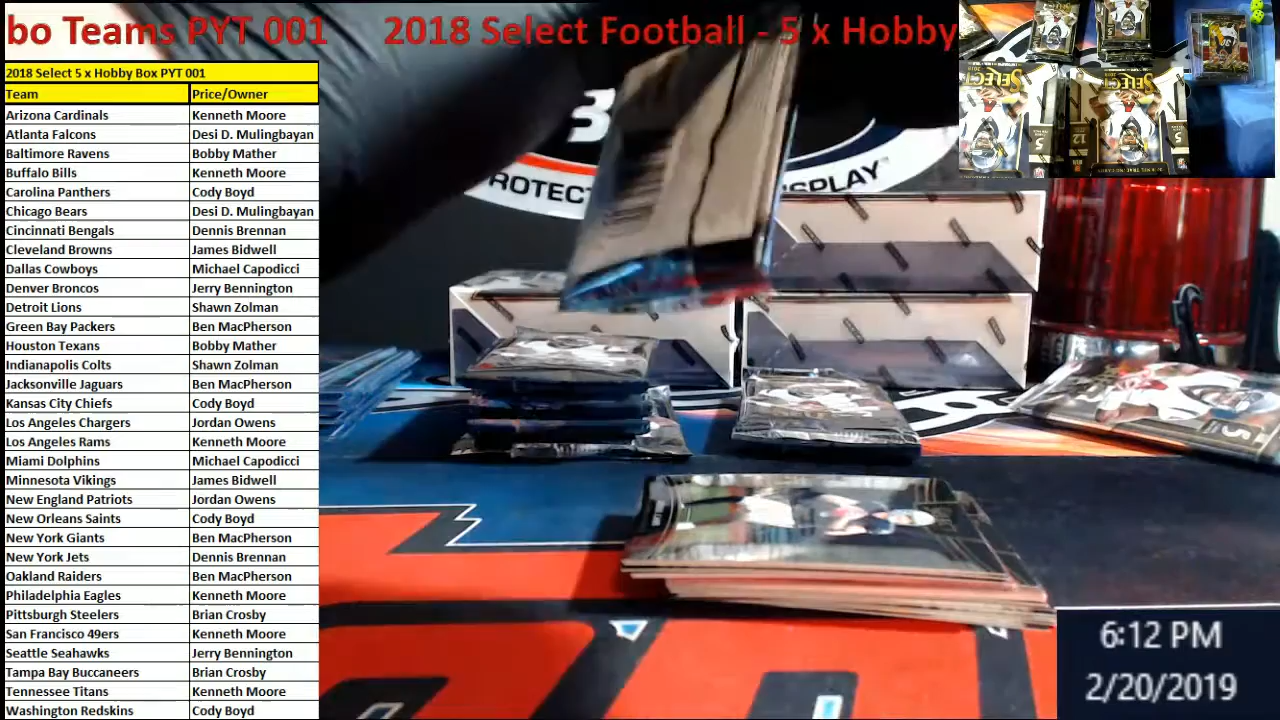 bo Teams PYT 001 2018 Select Football - 5 x Hobby
2018 Select 5 x Hobby Box PYT 001
Team Price/Owner
Arizona Cardinals Kenneth Moore
Atlanta Falcons Desi D. Mulingbayan
Baltimore Ravens Bobby Mather
Buffalo Bills Kenneth Moore
Carolina Panthers Cody Boyd
Chicago Bears Desi D. Mulingbayan
Cincinnati Bengals Dennis Brennan
Cleveland Browns James Bidwell
Dallas Cowboys Michael Capodicci
Denver Broncos Jerry Bennington
Detroit Lions Shawn Zolman
Green Bay Packers Ben MacPherson
Houston Texans Bobby Mather
Indianapolis Colts Shawn Zolman
Jacksonville Jaguars Ben MacPherson
Kansas City Chiefs Cody Boyd
Los Angeles Chargers Jordan Owens
Los Angeles Rams Kenneth Moore
Miami Dolphins Michael Capodicci
Minnesota Vikings James Bidwell
New England Patriots Jordan Owens
New Orleans Saints Cody Boyd
New York Giants Ben MacPherson
New York Jets Dennis Brennan
Oakland Raiders Ben MacPherson
Philadelphia Eagles Kenneth Moore
Pittsburgh Steelers Brian Crosby
San Francisco 49ers Kenneth Moore
Seattle Seahawks Jerry Bennington
Tampa Bay Buccaneers Brian Crosby
Tennessee Titans Kenneth Moore
Washington Redskins Cody Boyd
SELECT
SELECT
12
5
5
6:12 PM
2/20/2019